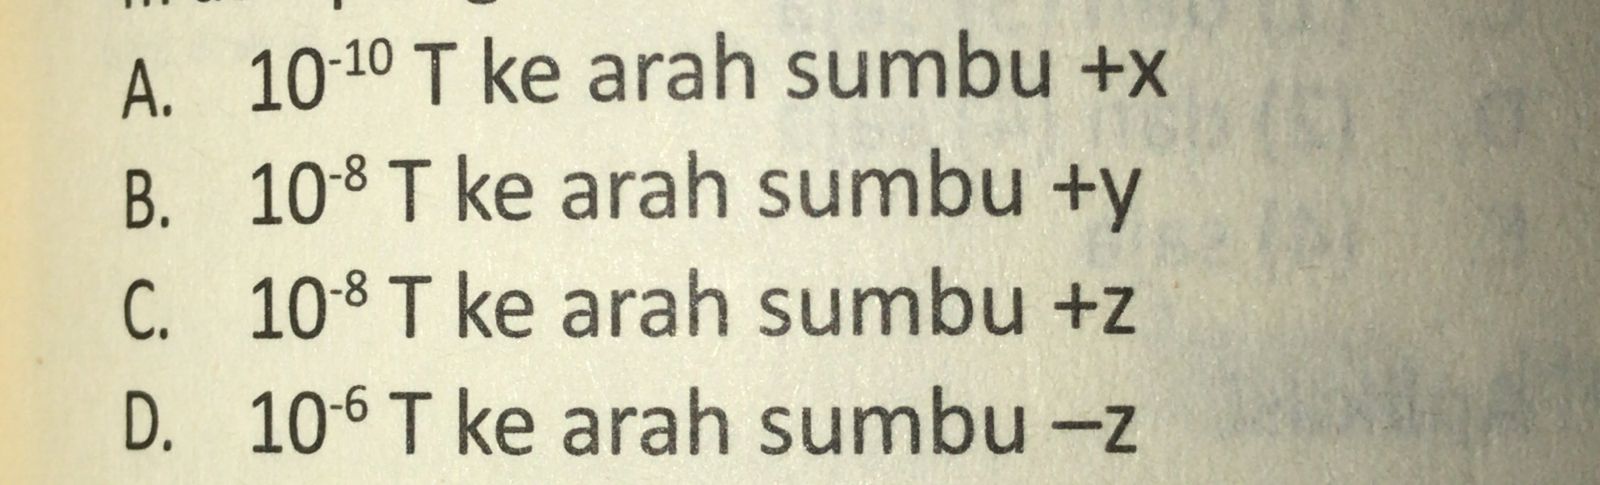 A. 10⁻¹⁰ T ke arah sumbu +x
B. 10⁻⁸ T ke arah sumbu +y
C. 10⁻⁸ T ke arah sumbu +z
D. 10⁻⁶ T ke arah sumbu –z